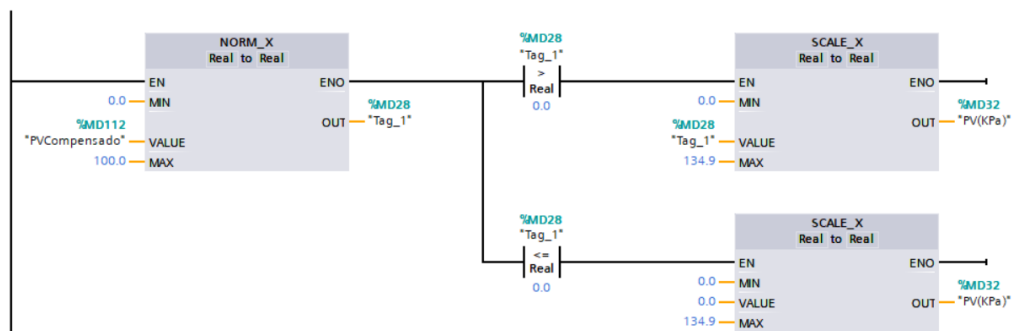 NORM_X
Real to Real
EN
ENO
0.0
MIN
%MD112
"PVCompensado"
VALUE
100.0
MAX
%MD28
OUT
"Tag_1"
%MD28
"Tag_1"
>
Real
0.0
SCALE_X
Real to Real
EN
ENO
0.0
MIN
%MD28
"Tag_1"
VALUE
134.9
MAX
%MD32
OUT
"PV(KPa)"
%MD28
"Tag_1"
<=
Real
0.0
SCALE_X
Real to Real
EN
ENO
0.0
MIN
0.0
VALUE
134.9
MAX
%MD32
OUT
"PV(KPa)"